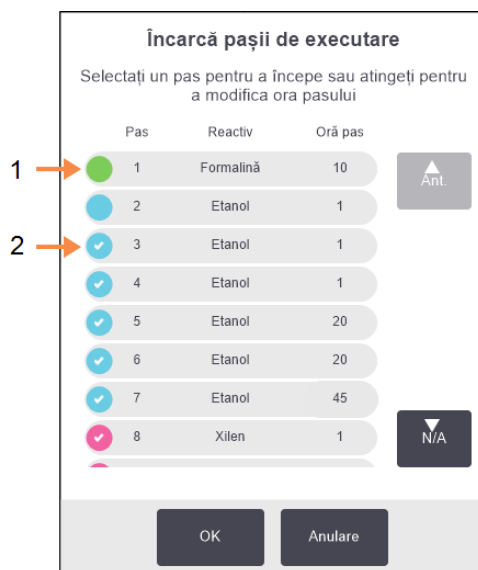 Încarcă pașii de executare
Selectați un pas pentru a începe sau atingeți pentru
a modifica ora pasului
Pas Reactiv Oră pas
1 1 Formalină 10 Ant.
2 Etanol 1
2 3 Etanol 1
4 Etanol 1
5 Etanol 20
6 Etanol 20
7 Etanol 45
8 Xilen 1 N/A
OK Anulare